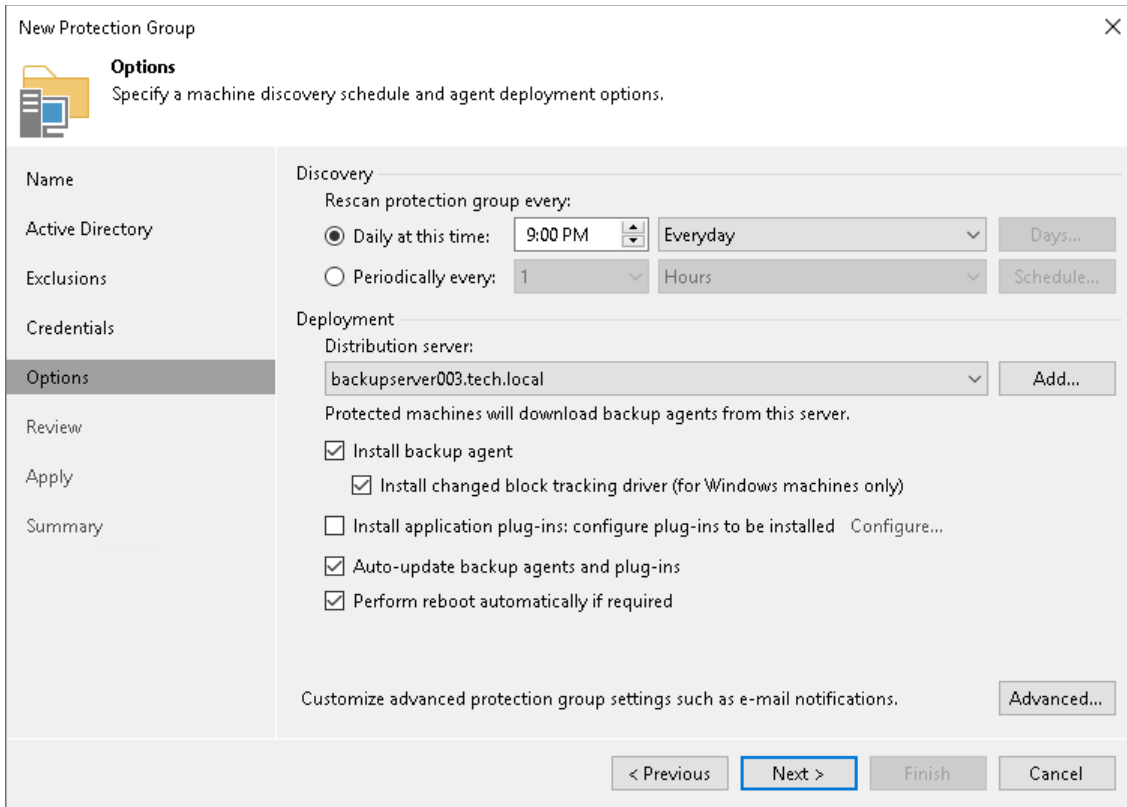 New Protection Group
Options
Specify a machine discovery schedule and agent deployment options.
Name
Active Directory
Exclusions
Credentials
Options
Review
Apply
Summary
Discovery
Rescan protection group every:
Daily at this time: 9:00 PM Everyday Days...
Periodically every: 1 Hours Schedule...
Deployment
Distribution server:
backupserver003.tech.local Add...
Protected machines will download backup agents from this server.
Install backup agent
Install changed block tracking driver (for Windows machines only)
Install application plug-ins: configure plug-ins to be installed Configure...
Auto-update backup agents and plug-ins
Perform reboot automatically if required
Customize advanced protection group settings such as e-mail notifications. Advanced...
< Previous Next > Finish Cancel